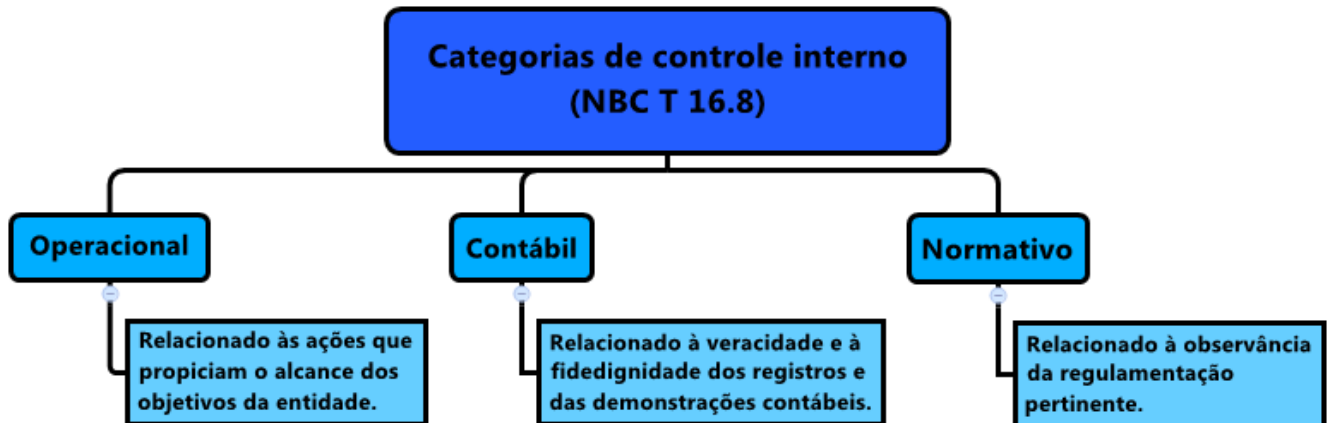 Categorias de controle interno
(NBC T 16.8)
Operacional
Contábil
Normativo
Relacionado às ações que
propiciam o alcance dos
objetivos da entidade.
Relacionado à veracidade e à
fidedignidade dos registros e
das demonstrações contábeis.
Relacionado à observância
da regulamentação
pertinente.